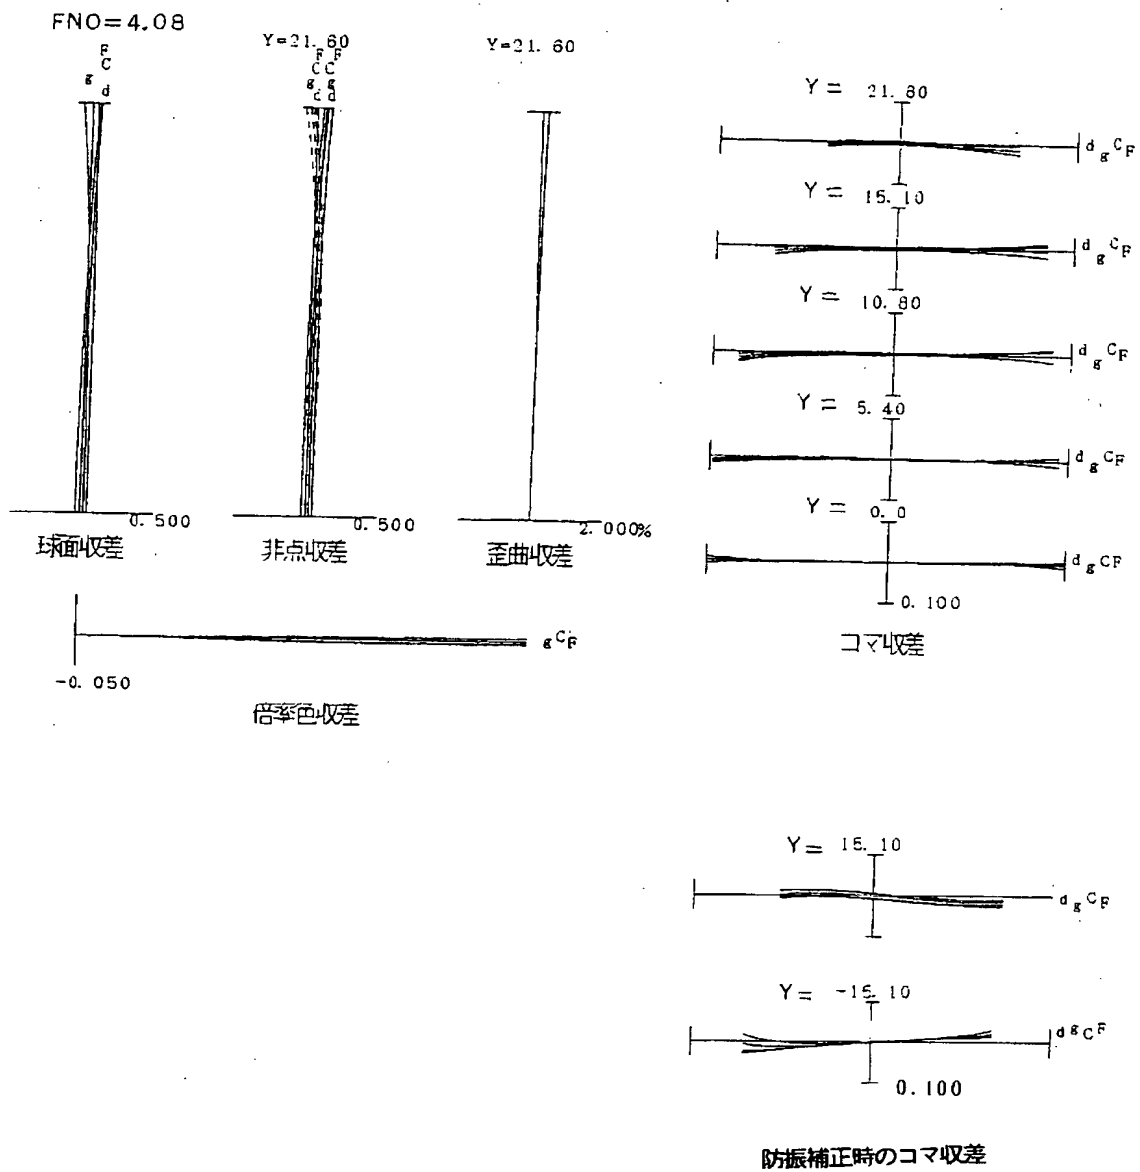 FNO=4.08
F
C
g
d
Y=21.60
F F
C C
g g
d d
Y=21.60
0.500
球面収差
0.500
非点収差
2.000%
歪曲収差
g C F
-0.050
倍率色収差
Y= 21.80
d g C F
Y= 15.10
d g C F
Y= 10.80
d g C F
Y= 5.40
d g C F
Y= 0.0
d g C F
0.100
コマ収差
Y= 15.10
d g C F
Y= -15.10
d g C F
0.100
防振補正時のコマ収差